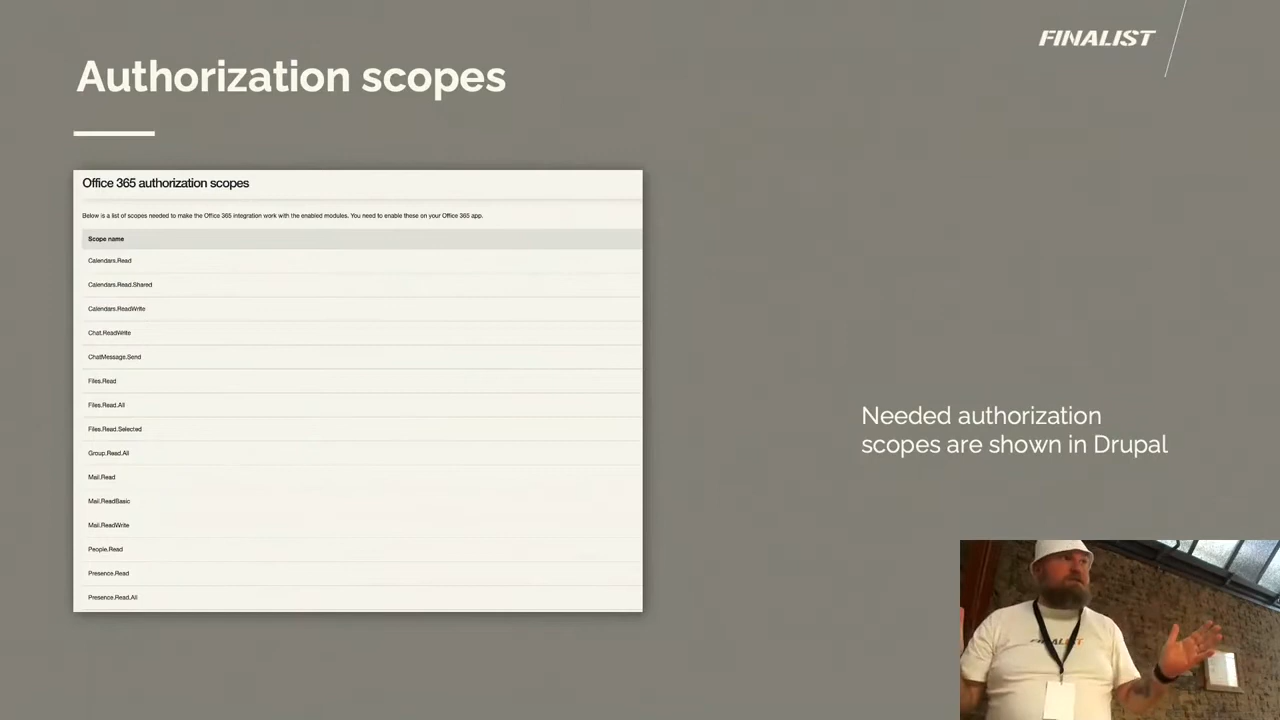 FINALIST
Authorization scopes
Office 365 authorization scopes
Below is a list of scopes needed to make the Office 365 integration work with the enabled modules. You need to enable these on your Office 365 app.
Scope name
Calendars.Read
Calendars.Read.Shared
Calendars.ReadWrite
Chat.ReadWrite
ChatMessage.Send
Files.Read
Files.Read.All
Files.Read.Selected
Group.Read.All
Mail.Read
Mail.ReadBasic
Mail.ReadWrite
People.Read
Presence.Read
Presence.Read.All
Needed authorization
scopes are shown in Drupal
FINALIST